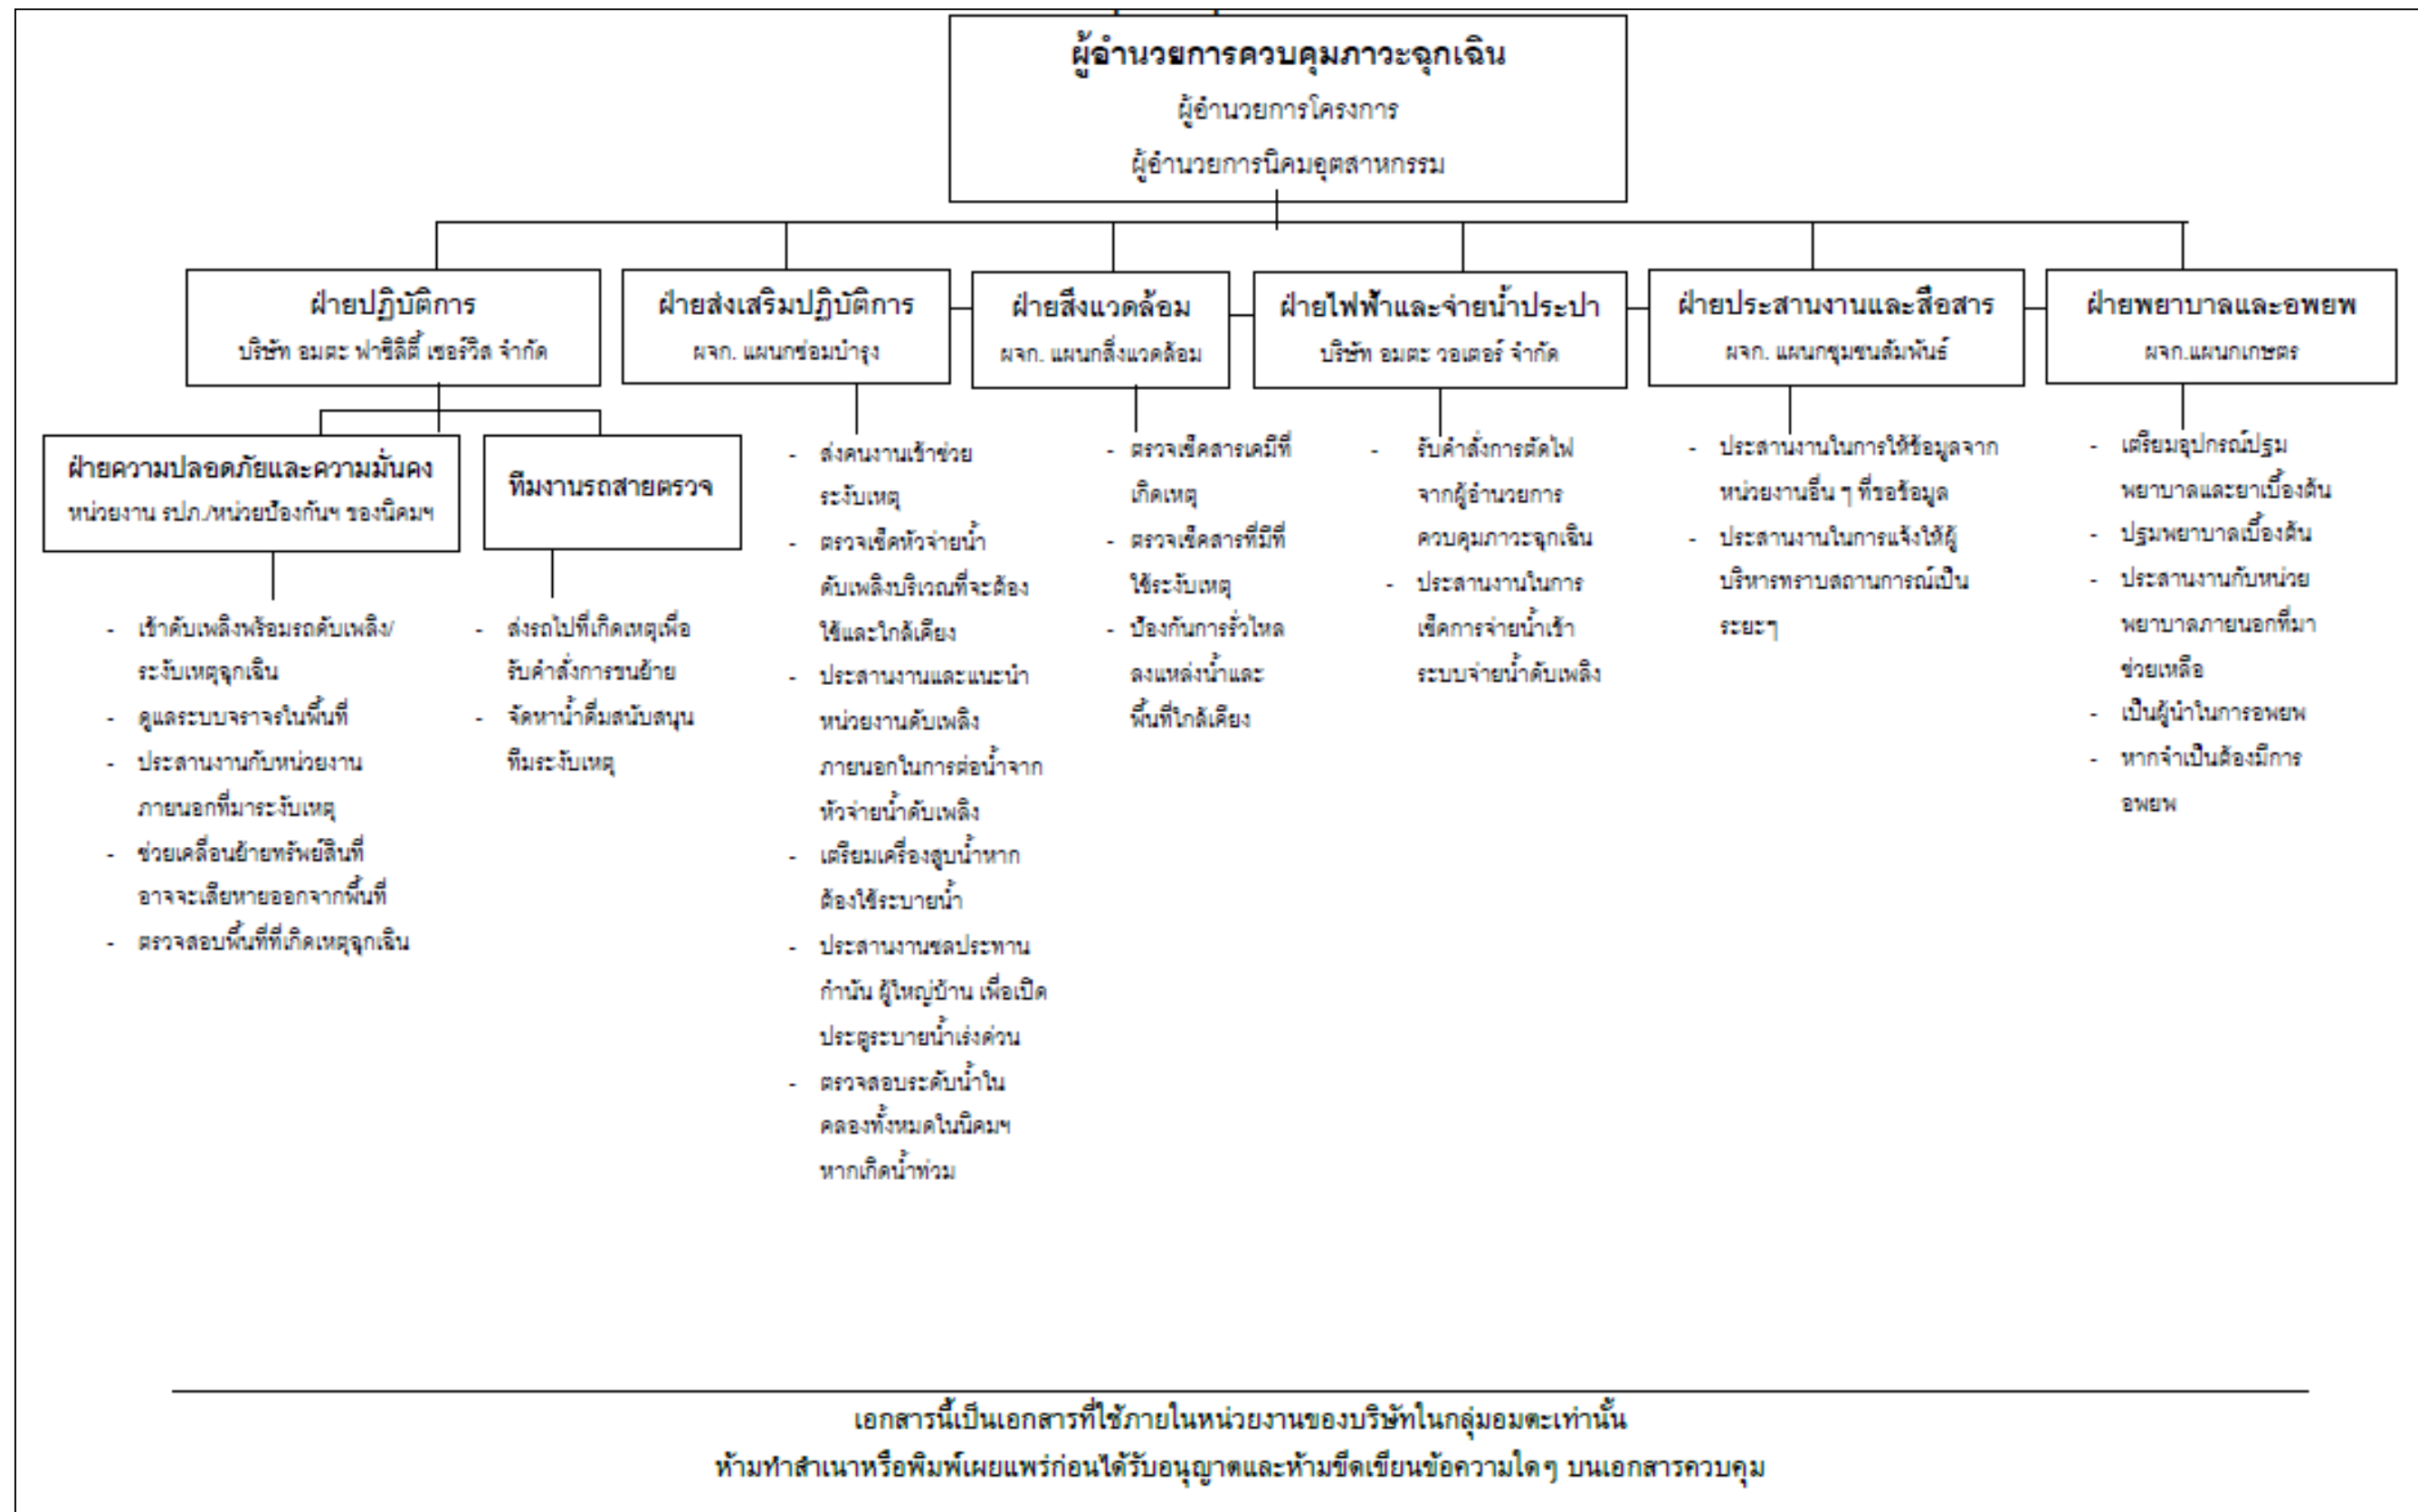 ผู้อำนวยการควบคุมภาวะฉุกเฉิน
ผู้อำนวยการโครงการ
ผู้อำนวยการนิคมอุตสาหกรรม
ฝ่ายปฏิบัติการ
บริษัท อมตะ ฟาซิลิตี้ เซอร์วิส จำกัด
ฝ่ายส่งเสริมปฏิบัติการ
ผจก. แผนกซ่อมบำรุง
ฝ่ายสิ่งแวดล้อม
ผจก. แผนกสิ่งแวดล้อม
ฝ่ายไฟฟ้าและจ่ายน้ำประปา
บริษัท อมตะ วอเตอร์ จำกัด
ฝ่ายประสานงานและสื่อสาร
ผจก. แผนกชุมชนสัมพันธ์
ฝ่ายพยาบาลและอพยพ
ผจก.แผนกเกษตร
ฝ่ายความปลอดภัยและความมั่นคง
หน่วยงาน รปภ./หน่วยป้องกันฯ ของนิคมฯ
ทีมงานรถสายตรวจ
- เข้าดับเพลิงพร้อมรถดับเพลิง/
ระงับเหตุฉุกเฉิน
- ดูแลระบบจราจรในพื้นที่
- ประสานงานกับหน่วยงาน
ภายนอกที่มาระงับเหตุ
- ช่วยเคลื่อนย้ายทรัพย์สินที่
อาจจะเสียหายออกจากพื้นที่
- ตรวจสอบพื้นที่ที่เกิดเหตุฉุกเฉิน
- ส่งรถไปที่เกิดเหตุเพื่อ
รับคำสั่งการขนย้าย
- จัดหาน้ำดื่มสนับสนุน
ทีมระงับเหตุ
- ส่งคนงานเข้าช่วย
ระงับเหตุ
- ตรวจเช็คหัวจ่ายน้ำ
ดับเพลิงบริเวณที่จะต้อง
ใช้และใกล้เคียง
- ประสานงานและแนะนำ
หน่วยงานดับเพลิง
ภายนอกในการต่อน้ำจาก
หัวจ่ายน้ำดับเพลิง
- เตรียมเครื่องสูบน้ำหาก
ต้องใช้ระบายน้ำ
- ประสานงานชลประทาน
กำนัน ผู้ใหญ่บ้าน เพื่อเปิด
ประตูระบายน้ำเร่งด่วน
- ตรวจสอบระดับน้ำใน
คลองทั้งหมดในนิคมฯ
หากเกิดน้ำท่วม
- ตรวจเช็คสารเคมีที่
เกิดเหตุ
- ตรวจเช็คสารที่มีที่
ใช้ระงับเหตุ
- ป้องกันการรั่วไหล
ลงแหล่งน้ำและ
พื้นที่ใกล้เคียง
- รับคำสั่งการตัดไฟ
จากผู้อำนวยการ
ควบคุมภาวะฉุกเฉิน
- ประสานงานในการ
เช็คการจ่ายน้ำเข้า
ระบบจ่ายน้ำดับเพลิง
- ประสานงานในการให้ข้อมูลจาก
หน่วยงานอื่น ๆ ที่ขอข้อมูล
- ประสานงานในการแจ้งให้ผู้
บริหารทราบสถานการณ์เป็น
ระยะๆ
- เตรียมอุปกรณ์ปฐม
พยาบาลและยาเบื้องต้น
- ปฐมพยาบาลเบื้องต้น
- ประสานงานกับหน่วย
พยาบาลภายนอกที่มา
ช่วยเหลือ
- เป็นผู้นำในการอพยพ
- หากจำเป็นต้องมีการ
อพยพ
เอกสารนี้เป็นเอกสารที่ใช้ภายในหน่วยงานของบริษัทในกลุ่มอมตะเท่านั้น
ห้ามทำสำเนาหรือพิมพ์เผยแพร่ก่อนได้รับอนุญาตและห้ามขีดเขียนข้อความใดๆ บนเอกสารควบคุม